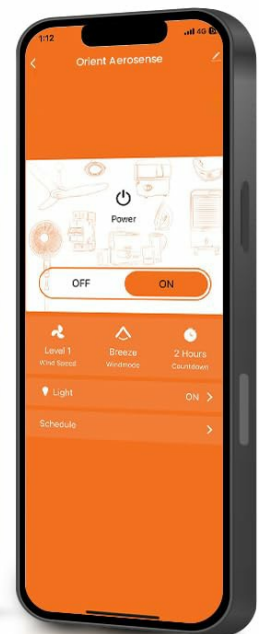 1:12 4G
Orient Aerosense
Power
OFF ON
Level 1 Breeze 2 Hours
Wind Speed Windmode Countdown
Light ON
Schedule